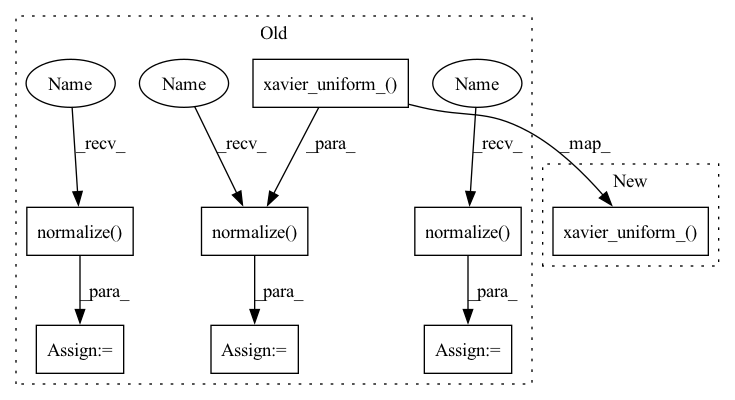 Old
Name
Name
xavier_uniform_()
Name
_recv_
_recv_
_para_
_recv_
_map_
New
normalize()
normalize()
normalize()
xavier_uniform_()
_para_
_para_
_para_
Assign:=
Assign:=
Assign:=